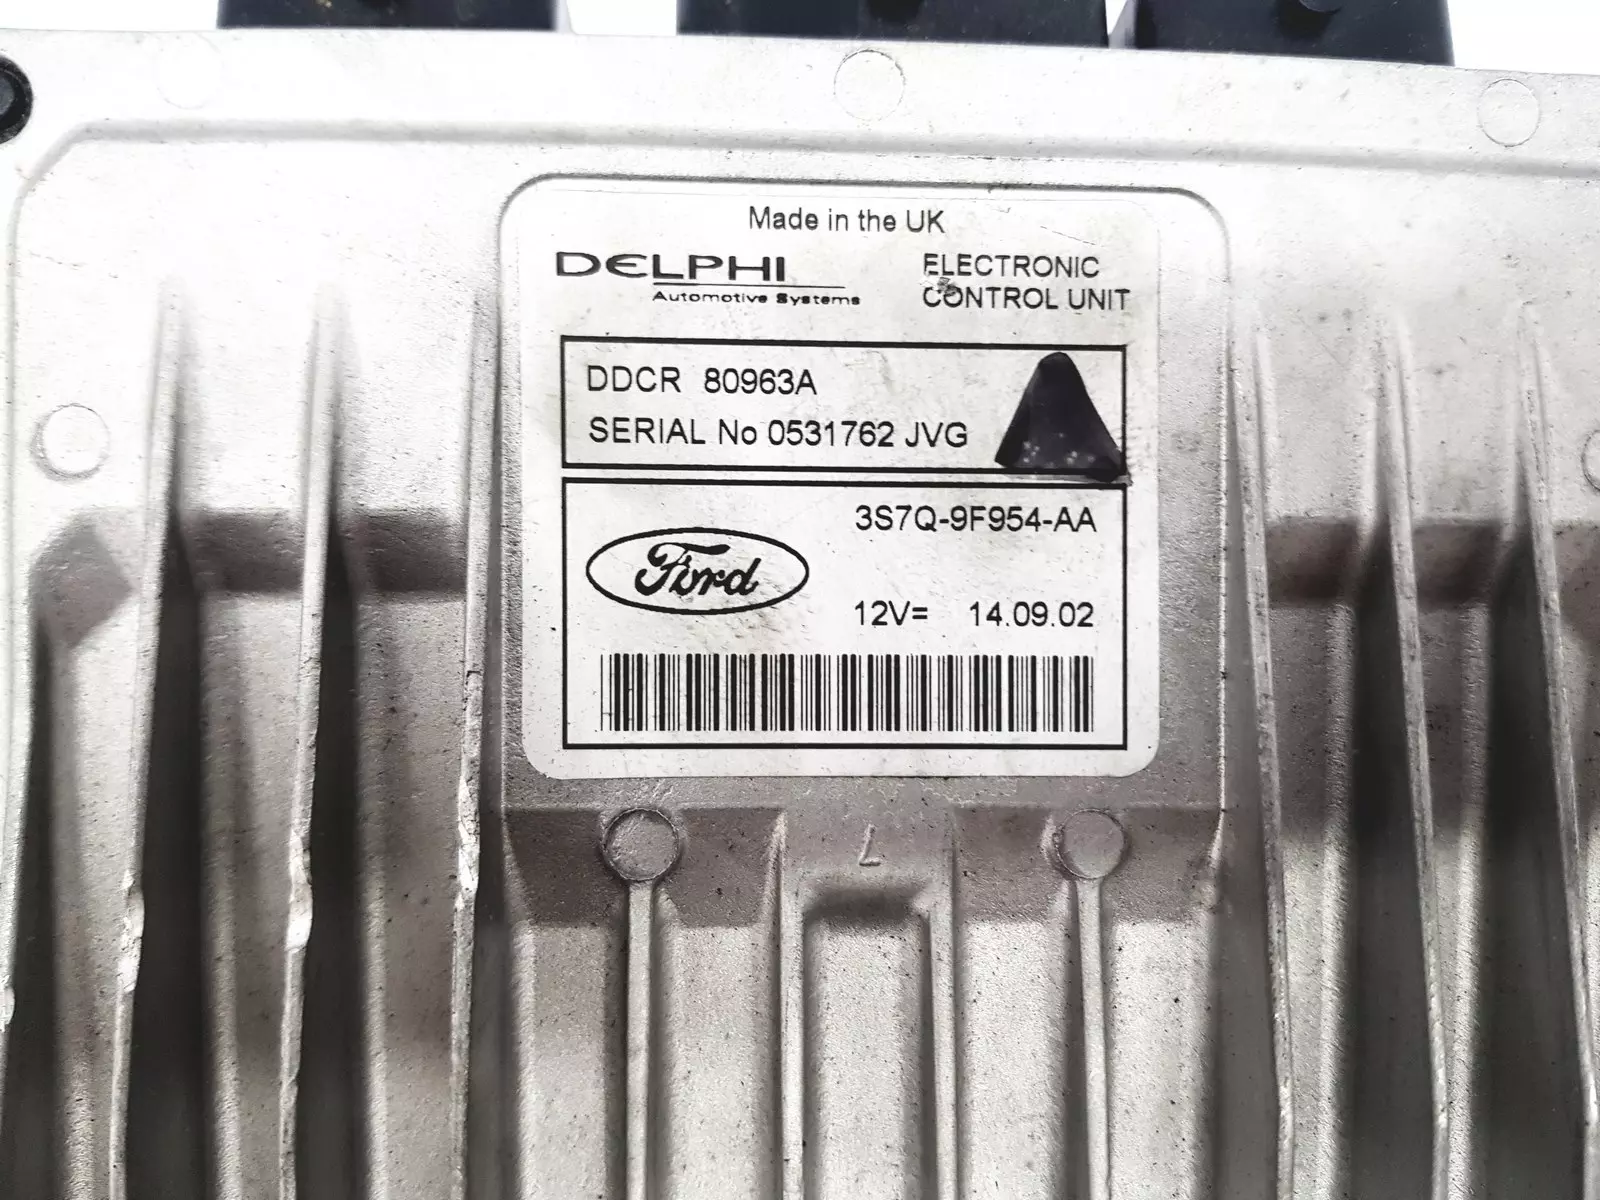 Made in the UK
DELPHI
Automotive Systems
ELECTRONIC
CONTROL UNIT
DDCR 80963A
SERIAL No 0531762 JVG
3S7Q-9F954-AA
Ford
12V= 14.09.02
L